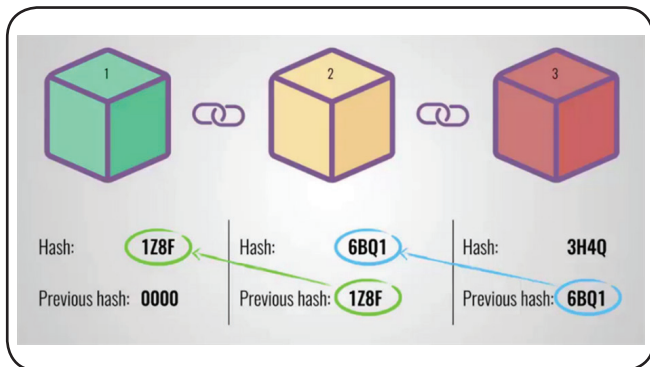 1
2
3
Hash: 1Z8F
Previous hash: 0000
Hash: 6BQ1
Previous hash: 1Z8F
Hash: 3H4Q
Previous hash: 6BQ1